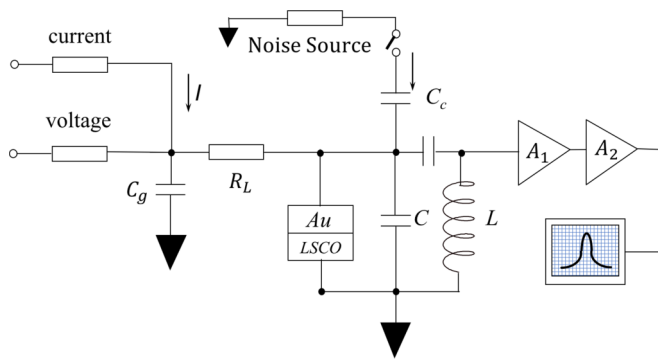 current
Noise Source
I
C_c
voltage
A_1
A_2
C_g
R_L
Au
C
L
LSCO